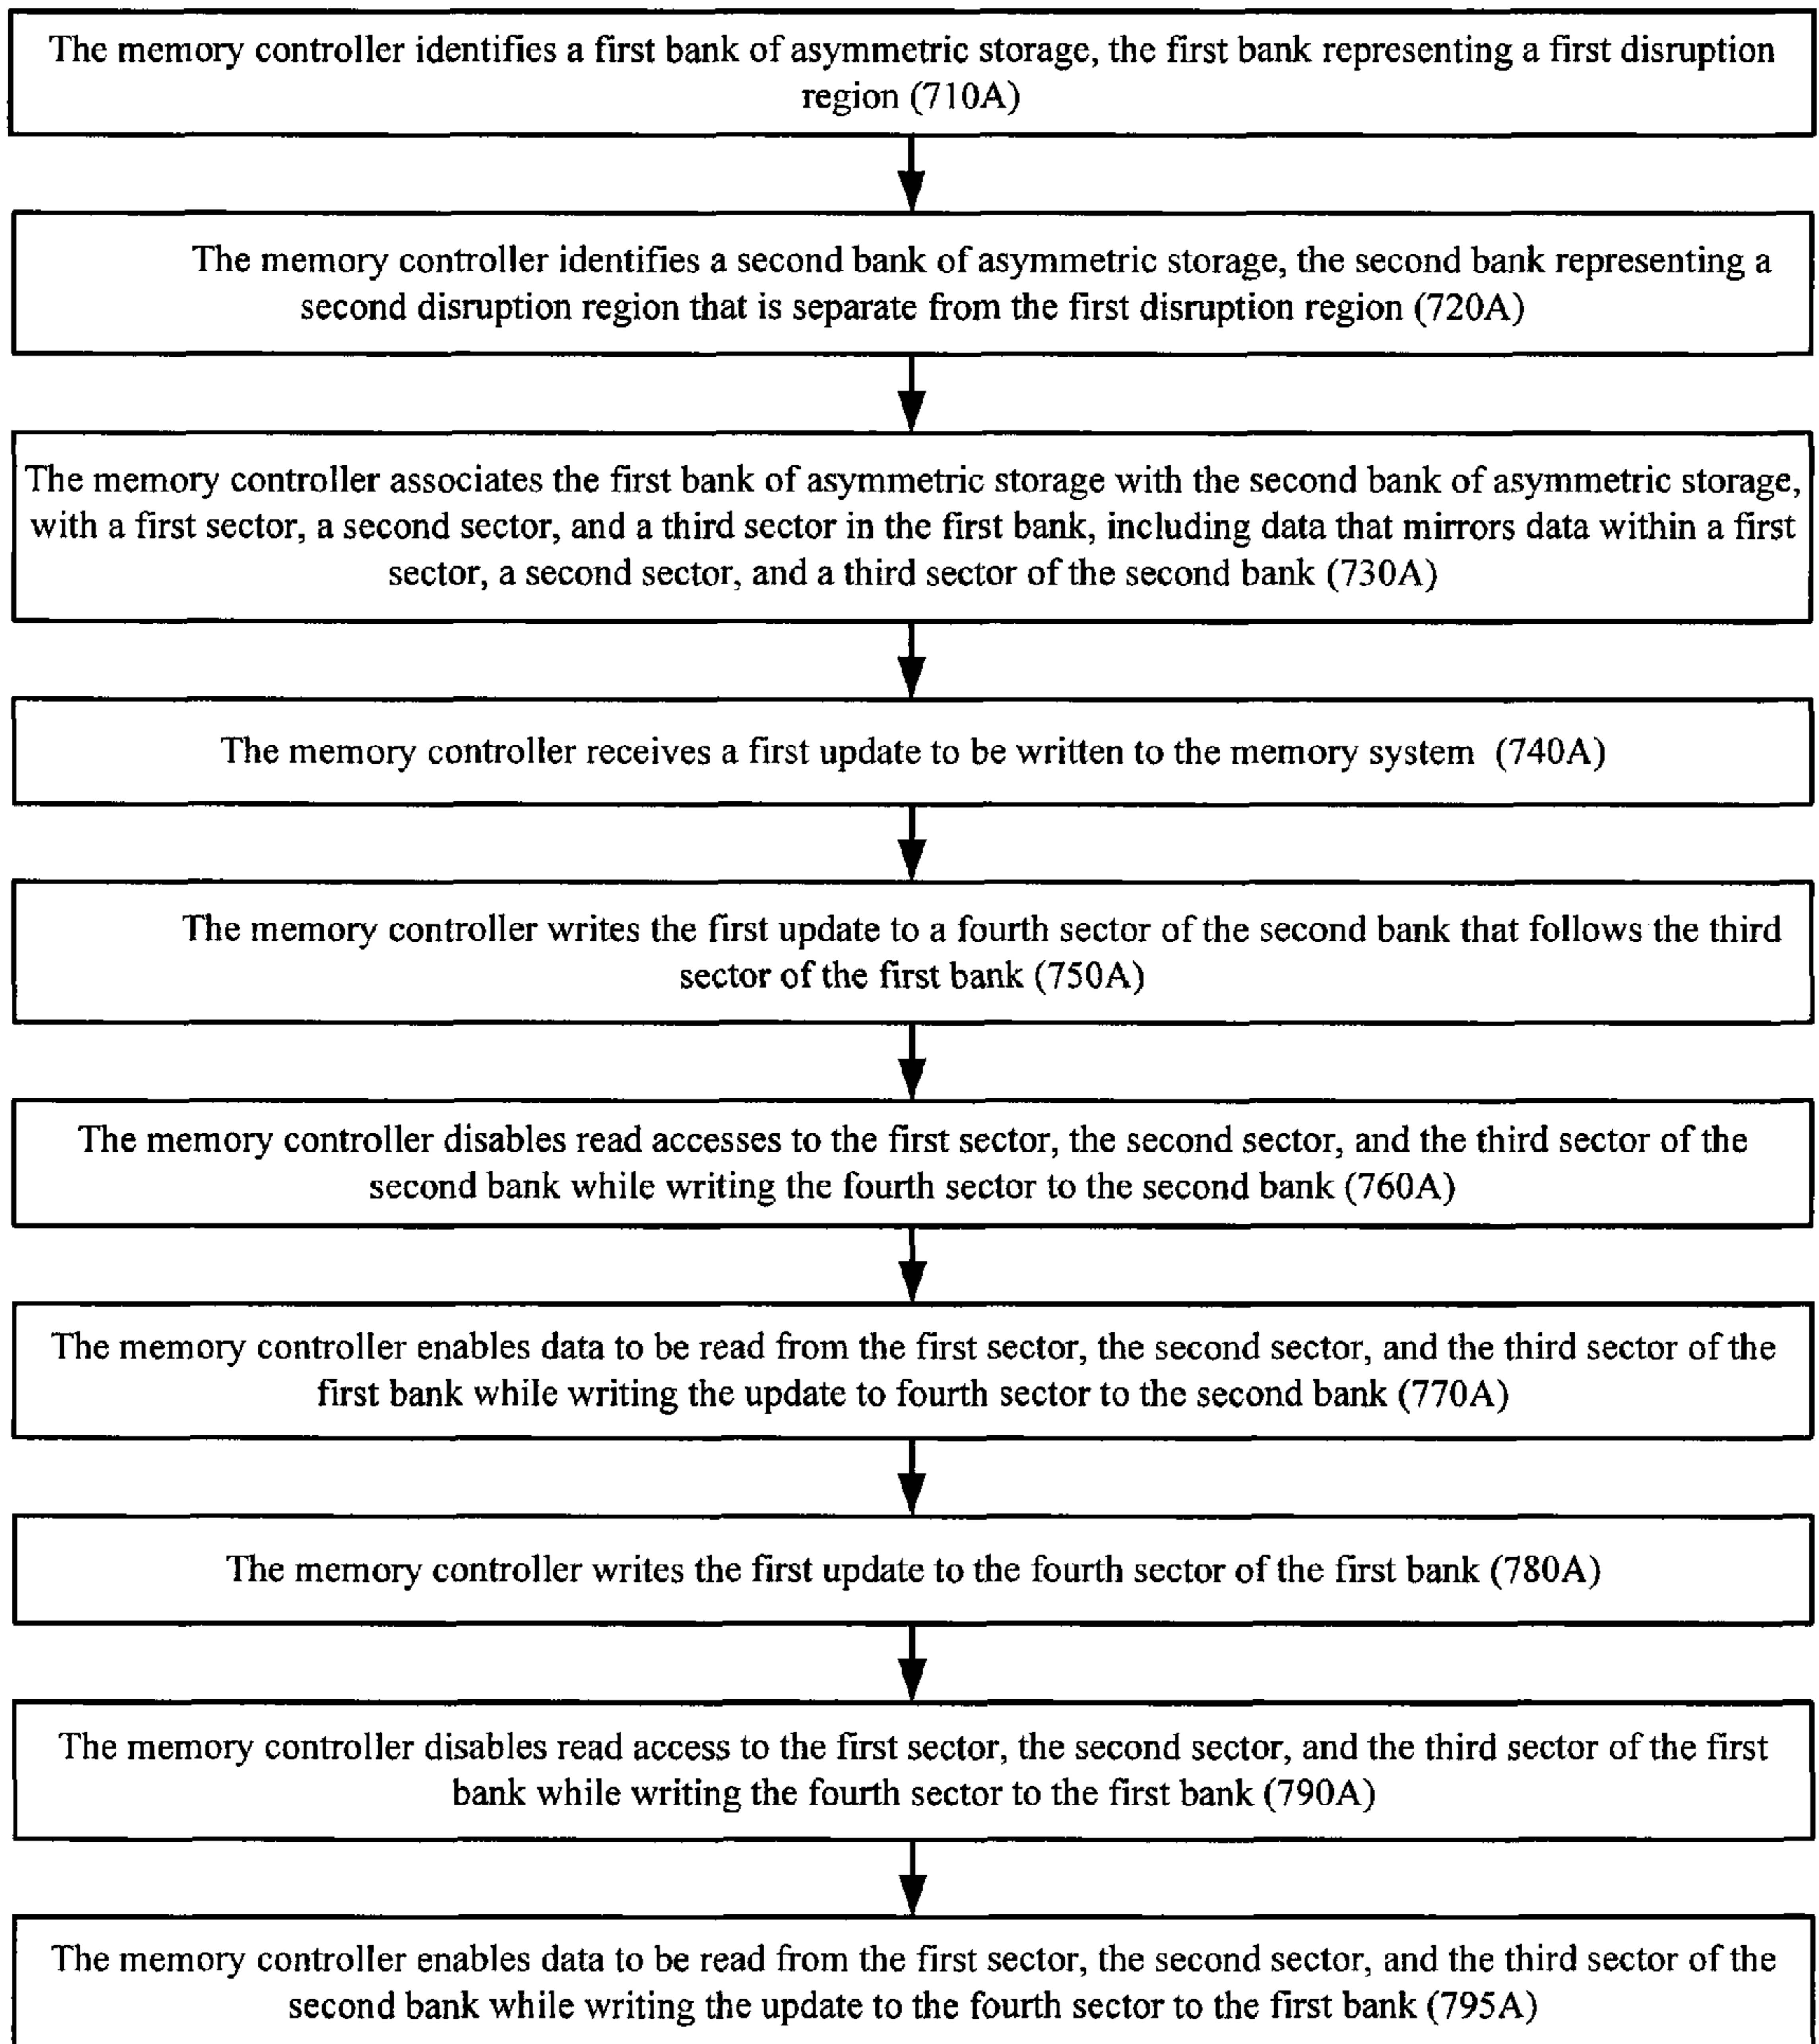 The memory controller identifies a first bank of asymmetric storage, the first bank representing a first disruption
region (710A)
The memory controller identifies a second bank of asymmetric storage, the second bank representing a
second disruption region that is separate from the first disruption region (720A)
The memory controller associates the first bank of asymmetric storage with the second bank of asymmetric storage,
with a first sector, a second sector, and a third sector in the first bank, including data that mirrors data within a first
sector, a second sector, and a third sector of the second bank (730A)
The memory controller receives a first update to be written to the memory system (740A)
The memory controller writes the first update to a fourth sector of the second bank that follows the third
sector of the first bank (750A)
The memory controller disables read accesses to the first sector, the second sector, and the third sector of the
second bank while writing the fourth sector to the second bank (760A)
The memory controller enables data to be read from the first sector, the second sector, and the third sector of the
first bank while writing the update to fourth sector to the second bank (770A)
The memory controller writes the first update to the fourth sector of the first bank (780A)
The memory controller disables read access to the first sector, the second sector, and the third sector of the first
bank while writing the fourth sector to the first bank (790A)
The memory controller enables data to be read from the first sector, the second sector, and the third sector of the
second bank while writing the update to the fourth sector to the first bank (795A)